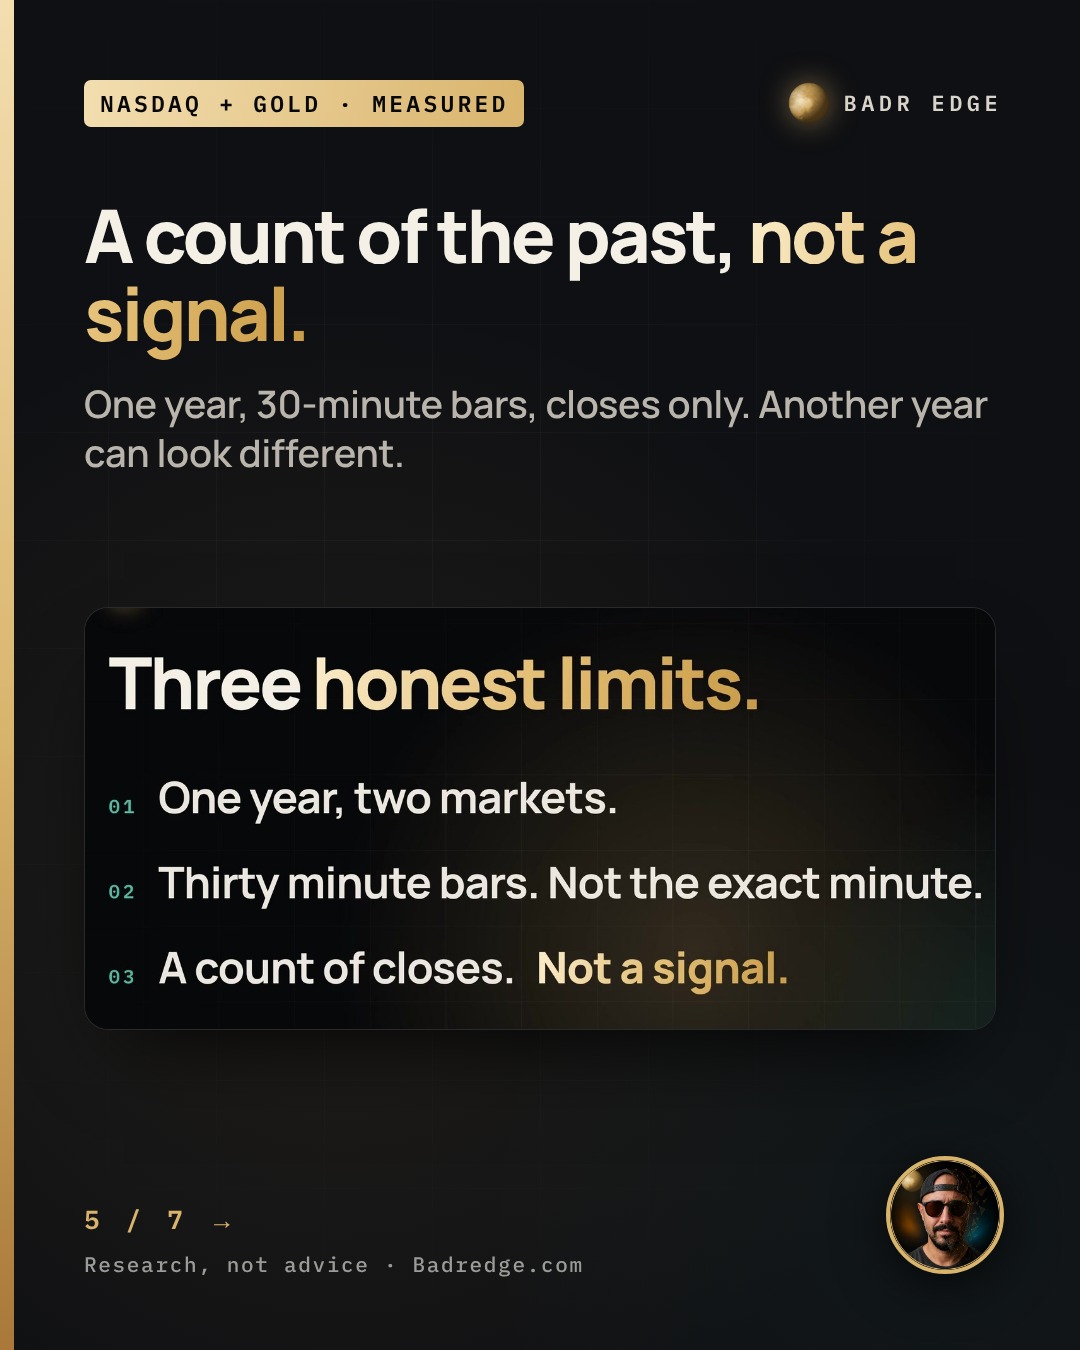 NASDAQ + GOLD · MEASURED
BADR EDGE
A count of the past, not a
signal.
One year, 30-minute bars, closes only. Another year
can look different.
Three honest limits.
01 One year, two markets.
02 Thirty minute bars. Not the exact minute.
03 A count of closes. Not a signal.
5 / 7 →
Research, not advice · Badredge.com